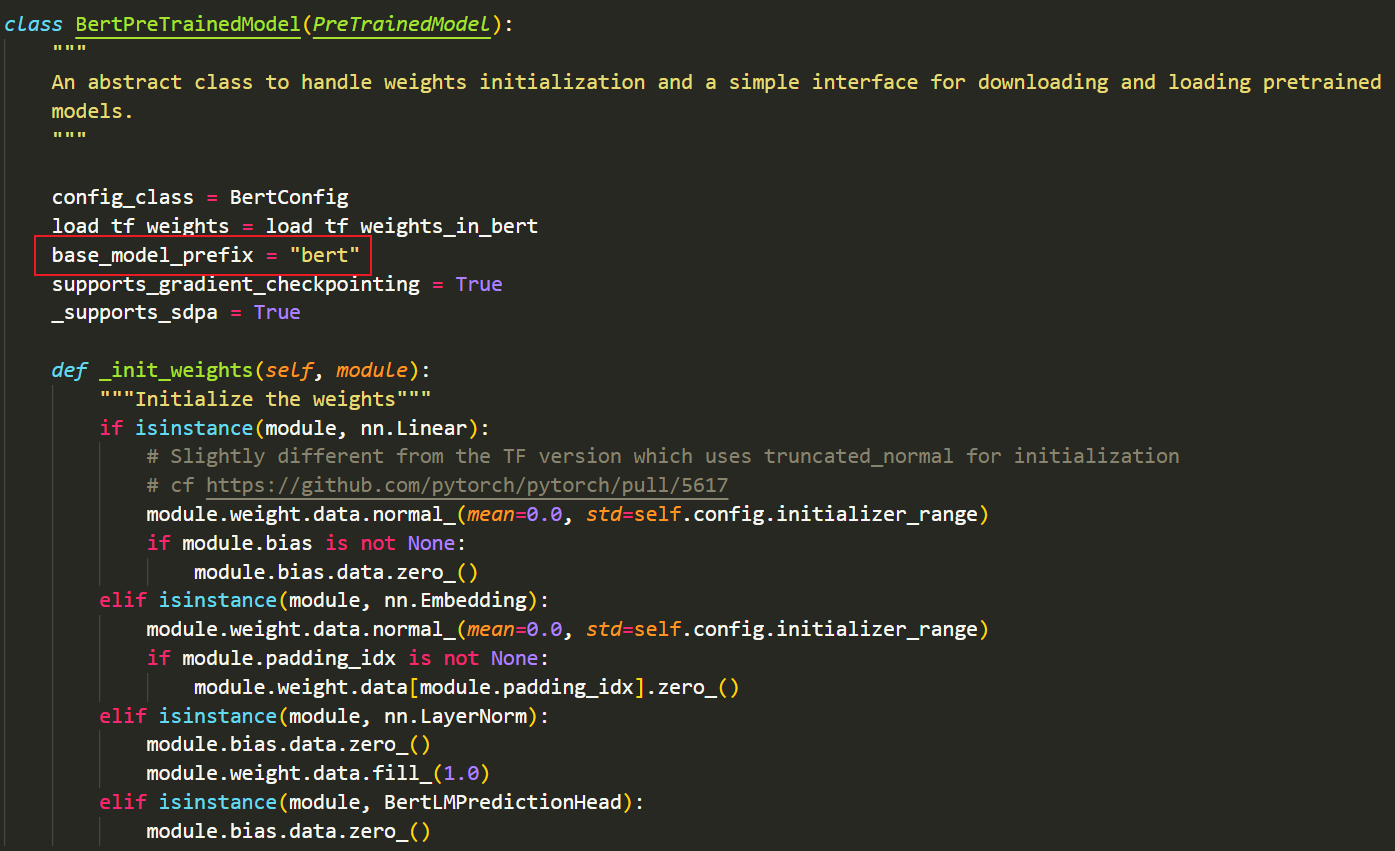 class BertPreTrainedModel(PreTrainedModel):
    """
    An abstract class to handle weights initialization and a simple interface for downloading and loading pretrained
    models.
    """
    config_class = BertConfig
    load_tf_weights = load_tf_weights_in_bert
    base_model_prefix = "bert"
    supports_gradient_checkpointing = True
    _supports_sdpa = True
    def _init_weights(self, module):
        """Initialize the weights"""
        if isinstance(module, nn.Linear):
            # Slightly different from the TF version which uses truncated_normal for initialization
            # cf https://github.com/pytorch/pytorch/pull/5617
            module.weight.data.normal_(mean=0.0, std=self.config.initializer_range)
            if module.bias is not None:
                module.bias.data.zero_()
        elif isinstance(module, nn.Embedding):
            module.weight.data.normal_(mean=0.0, std=self.config.initializer_range)
            if module.padding_idx is not None:
                module.weight.data[module.padding_idx].zero_()
        elif isinstance(module, nn.LayerNorm):
            module.bias.data.zero_()
            module.weight.data.fill_(1.0)
        elif isinstance(module, BertLMPredictionHead):
            module.bias.data.zero_()